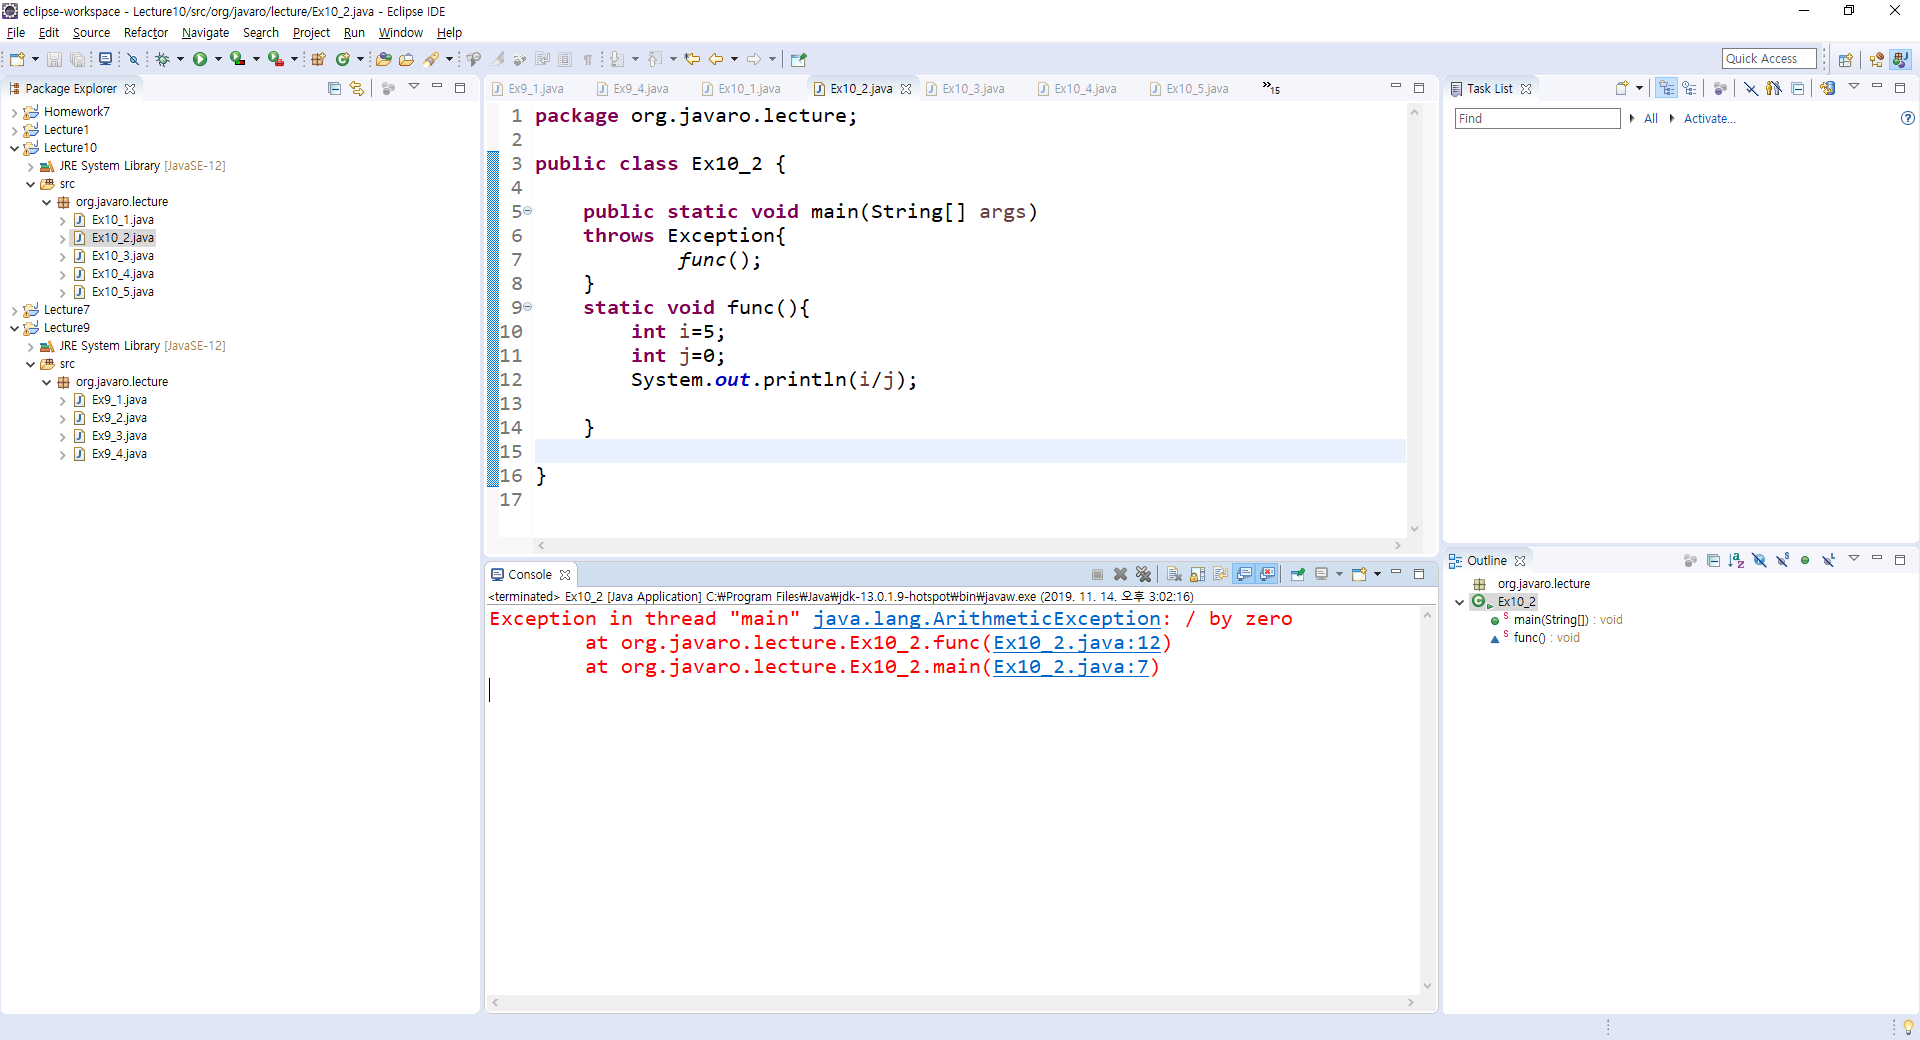 eclipse-workspace - Lecture10/src/org/javaro/lecture/Ex10_2.java - Eclipse IDE
File Edit Source Refactor Navigate Search Project Run Window Help
Quick Access
Package Explorer
Homework7
Lecture1
Lecture10
JRE System Library [JavaSE-12]
src
org.javaro.lecture
Ex10_1.java
Ex10_2.java
Ex10_3.java
Ex10_4.java
Ex10_5.java
Lecture7
Lecture9
JRE System Library [JavaSE-12]
src
org.javaro.lecture
Ex9_1.java
Ex9_2.java
Ex9_3.java
Ex9_4.java
Ex9_1.java Ex9_4.java Ex10_1.java Ex10_2.java Ex10_3.java Ex10_4.java Ex10_5.java »15
1 package org.javaro.lecture;
2
3 public class Ex10_2 {
4
5 public static void main(String[] args)
6 throws Exception{
7 func();
8 }
9 static void func(){
10 int i=5;
11 int j=0;
12 System.out.println(i/j);
13
14 }
15
16 }
17
Console
<terminated> Ex10_2 [Java Application] C:₩Program Files₩Java₩jdk-13.0.1.9-hotspot₩bin₩javaw.exe (2019. 11. 14. 오후 3:02:16)
Exception in thread "main" java.lang.ArithmeticException: / by zero
at org.javaro.lecture.Ex10_2.func(Ex10_2.java:12)
at org.javaro.lecture.Ex10_2.main(Ex10_2.java:7)
Task List
Find All Activate...
Outline
org.javaro.lecture
Ex10_2
main(String[]) : void
func() : void